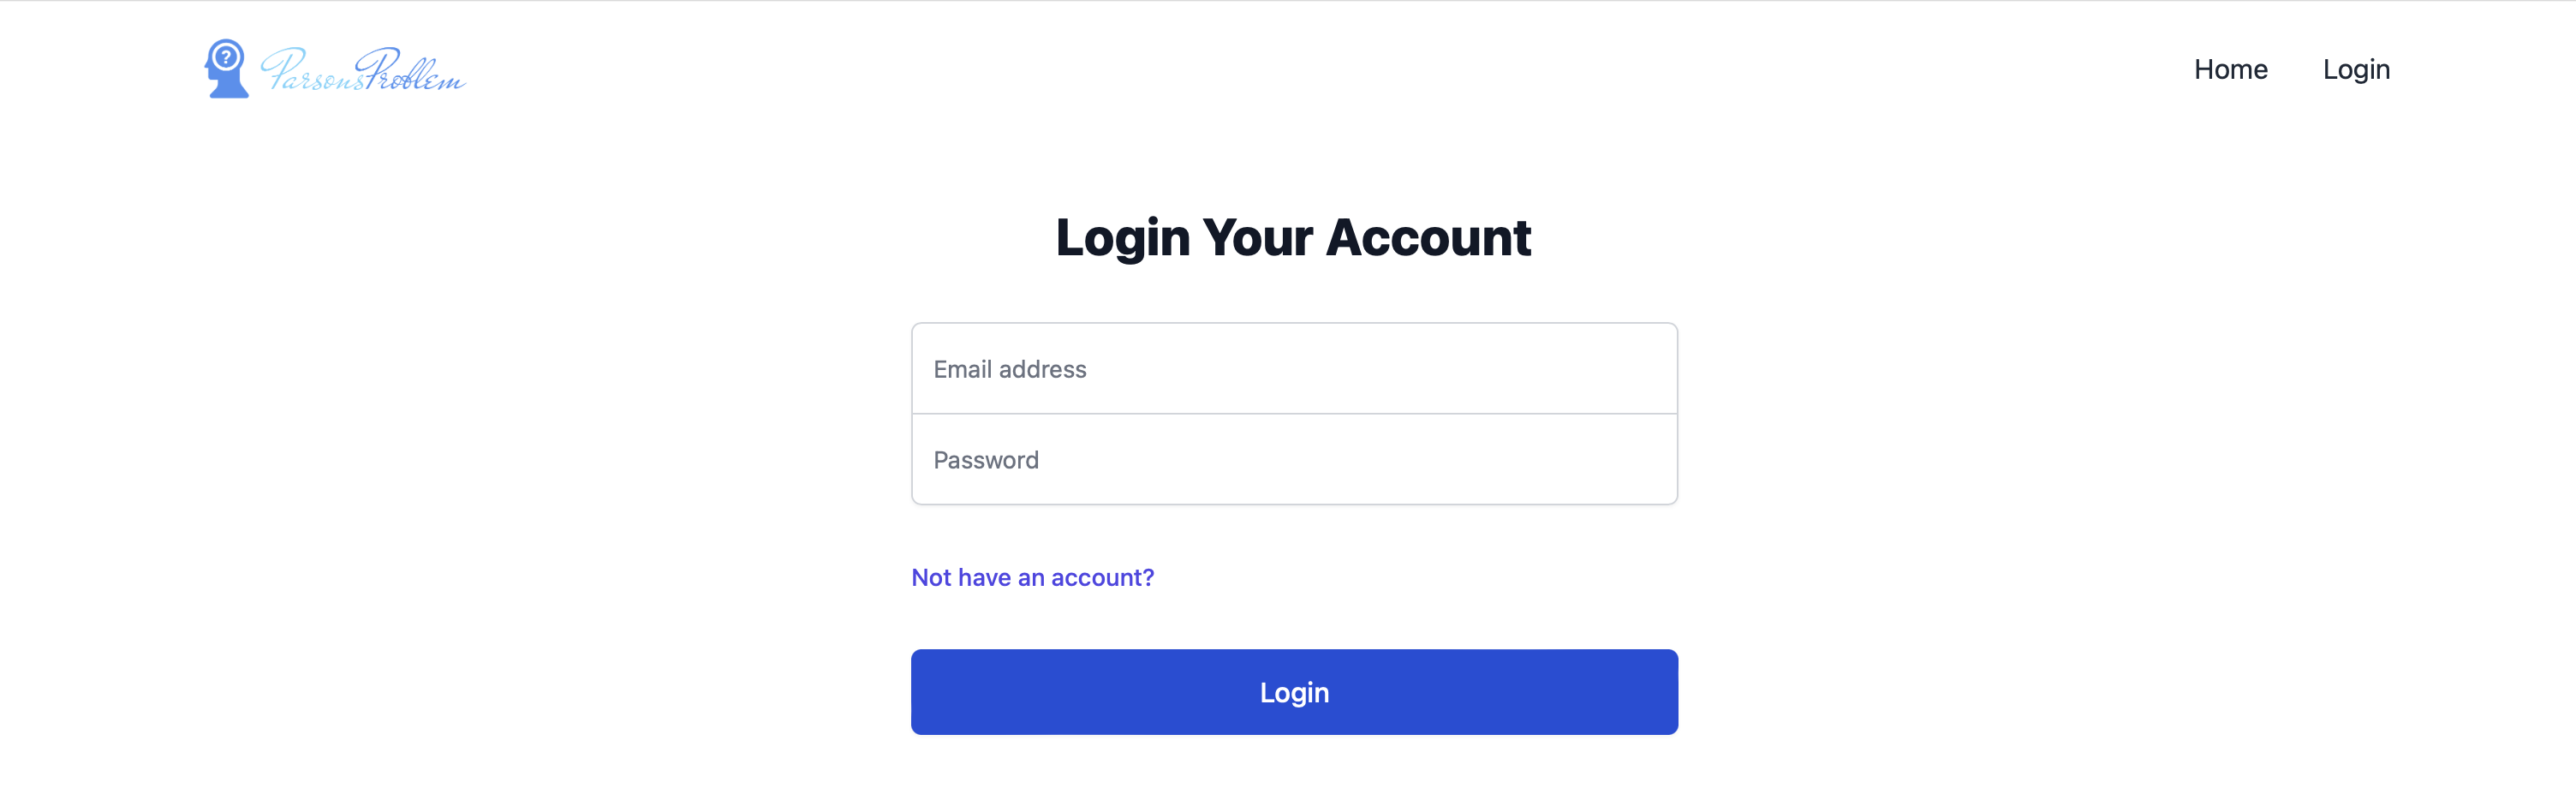 ?
ParsonsProblem
Home
Login
Login Your Account
Email address
Password
Not have an account?
Login